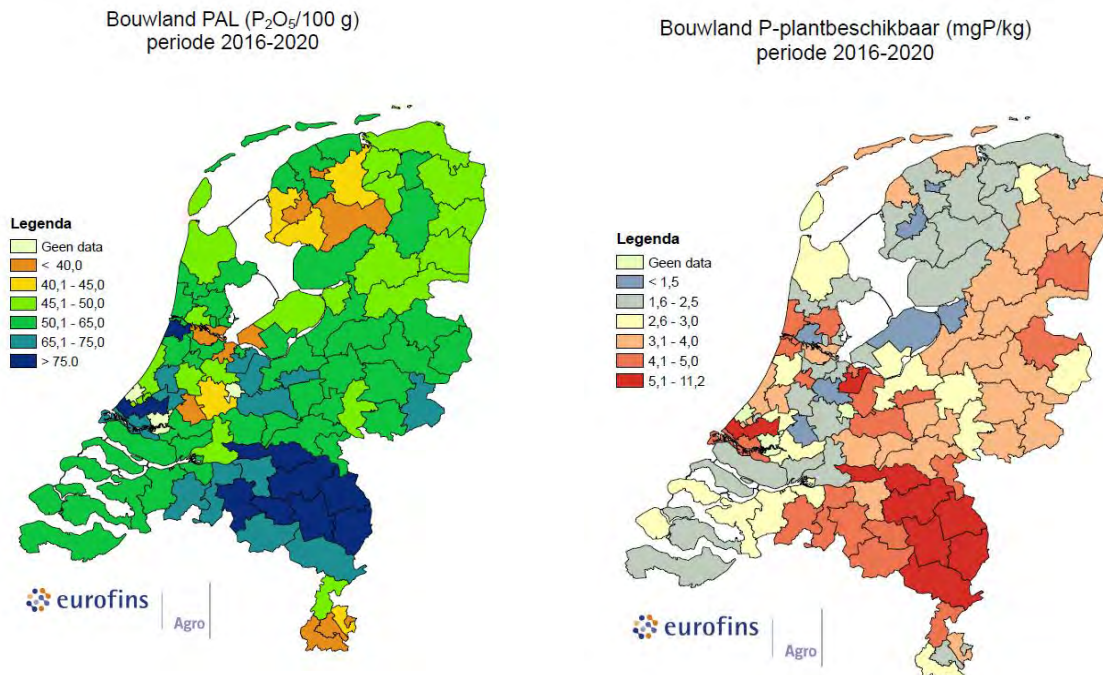 Bouwland PAL (P₂O₅/100 g)
periode 2016-2020
Legenda
Geen data
< 40,0
40,1 - 45,0
45,1 - 50,0
50,1 - 65,0
65,1 - 75,0
> 75.0
eurofins
Agro
Bouwland P-plantbeschikbaar (mgP/kg)
periode 2016-2020
Legenda
Geen data
< 1,5
1,6 - 2,5
2,6 - 3,0
3,1 - 4,0
4,1 - 5,0
5,1 - 11,2
eurofins
Agro